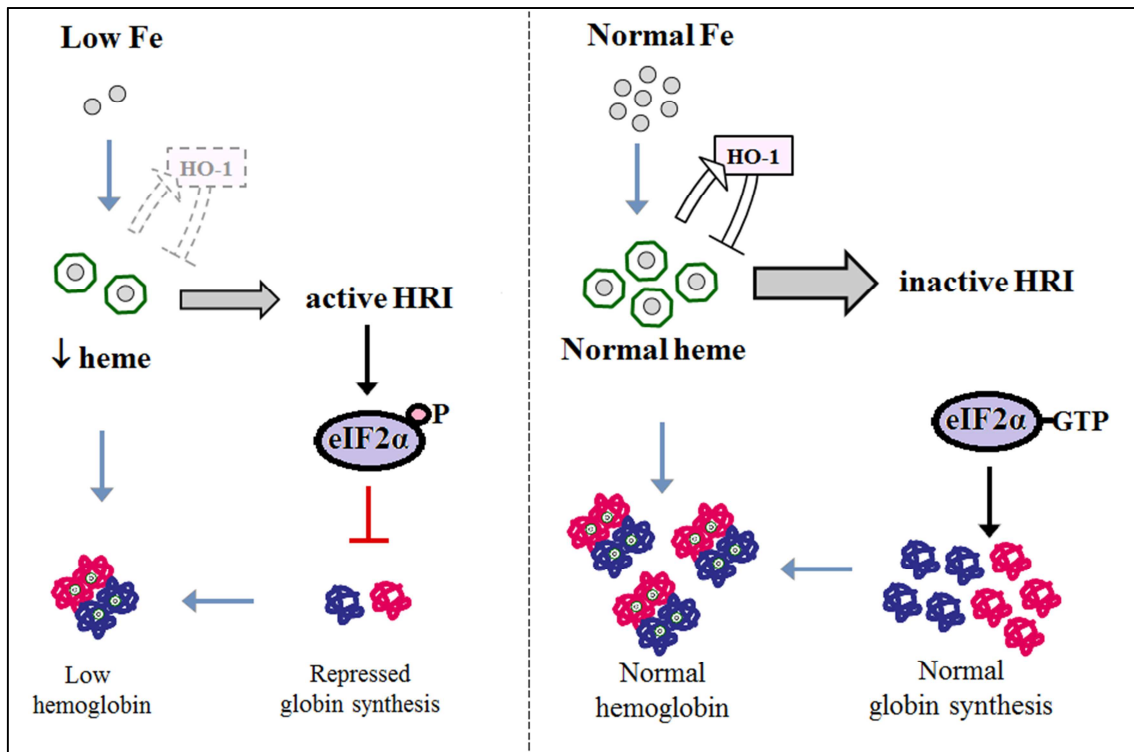 Low Fe
HO-1
active HRI
↓ heme
P
eIF2α
Low
hemoglobin
Repressed
globin synthesis
Normal Fe
HO-1
inactive HRI
Normal heme
eIF2α
GTP
Normal
hemoglobin
Normal
globin synthesis